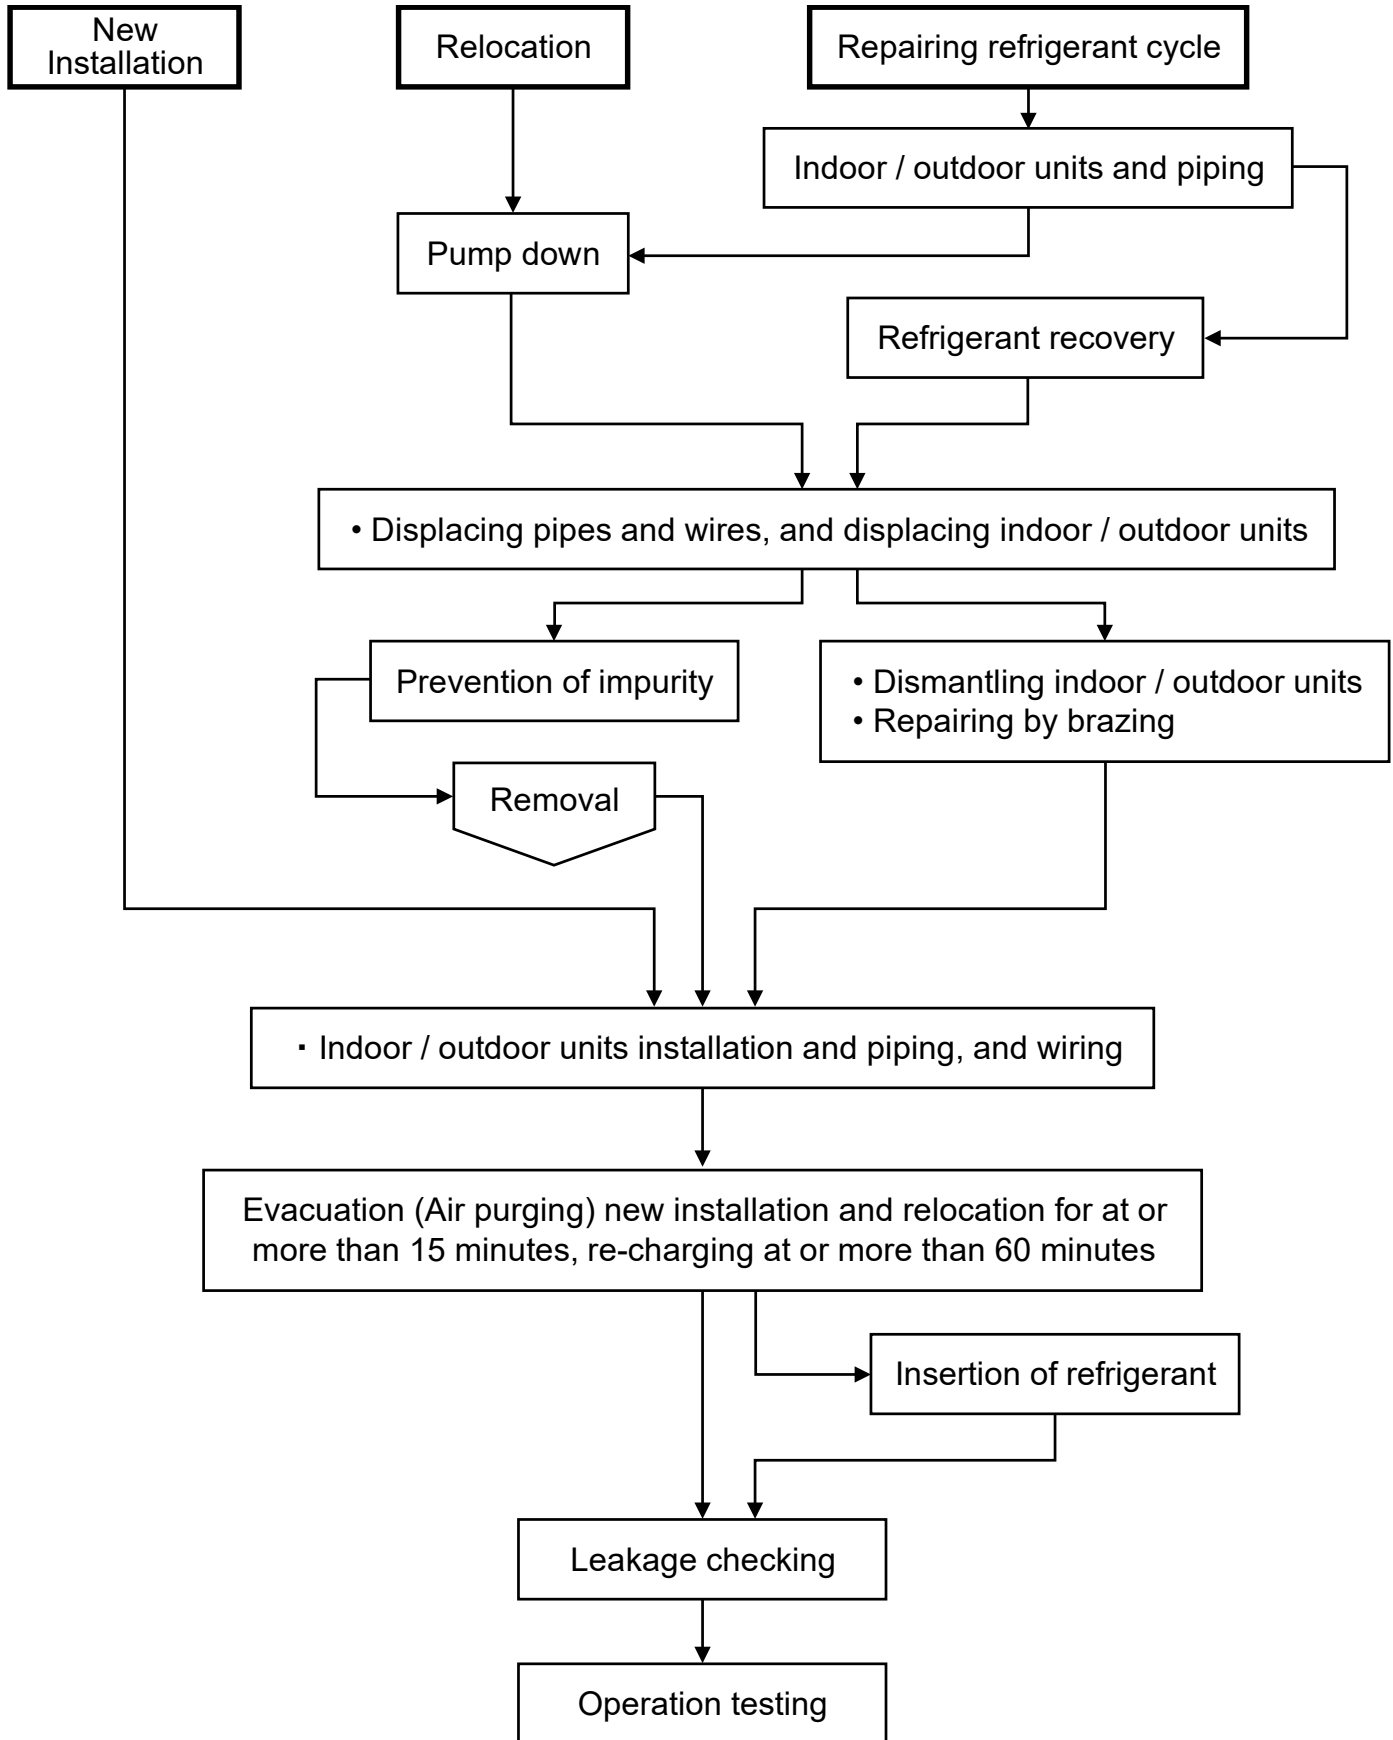 New
Installation
Relocation
Repairing refrigerant cycle
Indoor / outdoor units and piping
Pump down
Refrigerant recovery
• Displacing pipes and wires, and displacing indoor / outdoor units
Prevention of impurity
• Dismantling indoor / outdoor units
• Repairing by brazing
Removal
· Indoor / outdoor units installation and piping, and wiring
Evacuation (Air purging) new installation and relocation for at or
more than 15 minutes, re-charging at or more than 60 minutes
Insertion of refrigerant
Leakage checking
Operation testing